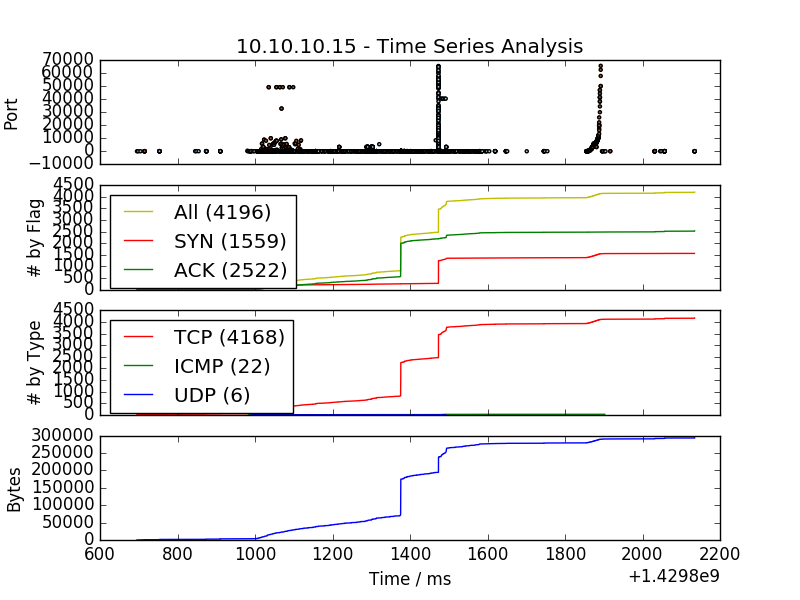 10.10.10.15 - Time Series Analysis
70000
60000
50000
40000
30000
20000
10000
0
−10000
Port
4500
4000
3500
3000
2500
2000
1500
1000
500
0
# by Flag
All (4196)
SYN (1559)
ACK (2522)
4500
4000
3500
3000
2500
2000
1500
1000
500
0
# by Type
TCP (4168)
ICMP (22)
UDP (6)
300000
250000
200000
150000
100000
50000
0
Bytes
600 800 1000 1200 1400 1600 1800 2000 2200
Time / ms
+1.4298e9